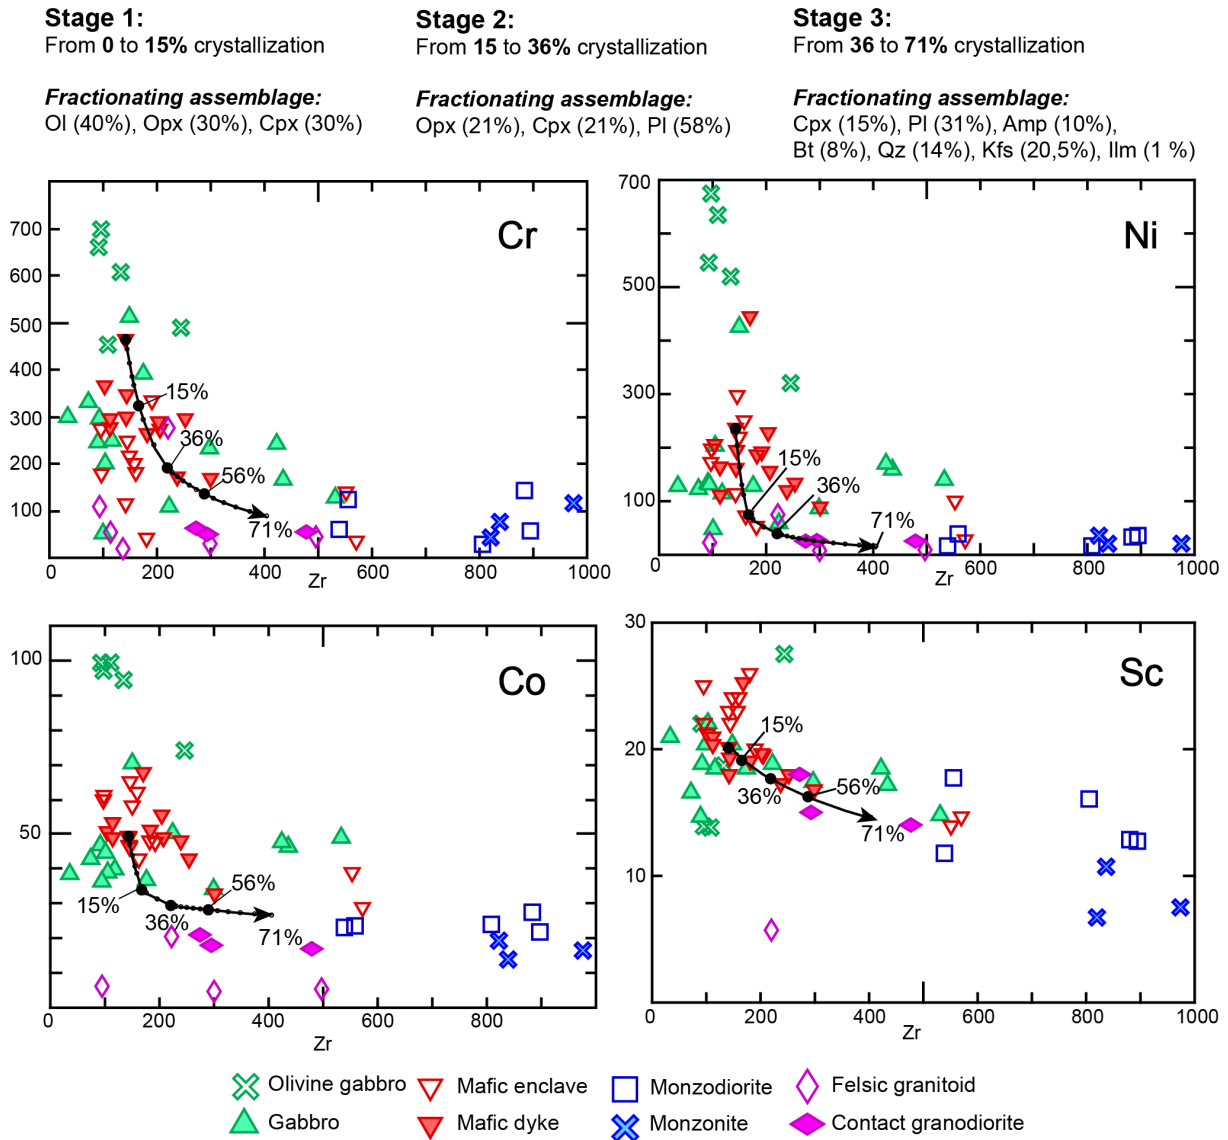 Stage 1:
From 0 to 15% crystallization
Fractionating assemblage:
Ol (40%), Opx (30%), Cpx (30%)
Stage 2:
From 15 to 36% crystallization
Fractionating assemblage:
Opx (21%), Cpx (21%), Pl (58%)
Stage 3:
From 36 to 71% crystallization
Fractionating assemblage:
Cpx (15%), Pl (31%), Amp (10%),
Bt (8%), Qz (14%), Kfs (20,5%), Ilm (1 %)
Cr
700
600
500
400
300
200
100
15%
36%
56%
71%
0
200
400
600
800
1000
Zr
Ni
700
500
300
100
15%
36%
71%
0
200
400
600
800
1000
Zr
Co
100
50
15%
36%
56%
71%
0
200
400
600
800
Zr
Sc
30
20
10
15%
36%
56%
71%
0
200
400
600
800
1000
Zr
Olivine gabbro
Mafic enclave
Monzodiorite
Felsic granitoid
Gabbro
Mafic dyke
Monzonite
Contact granodiorite